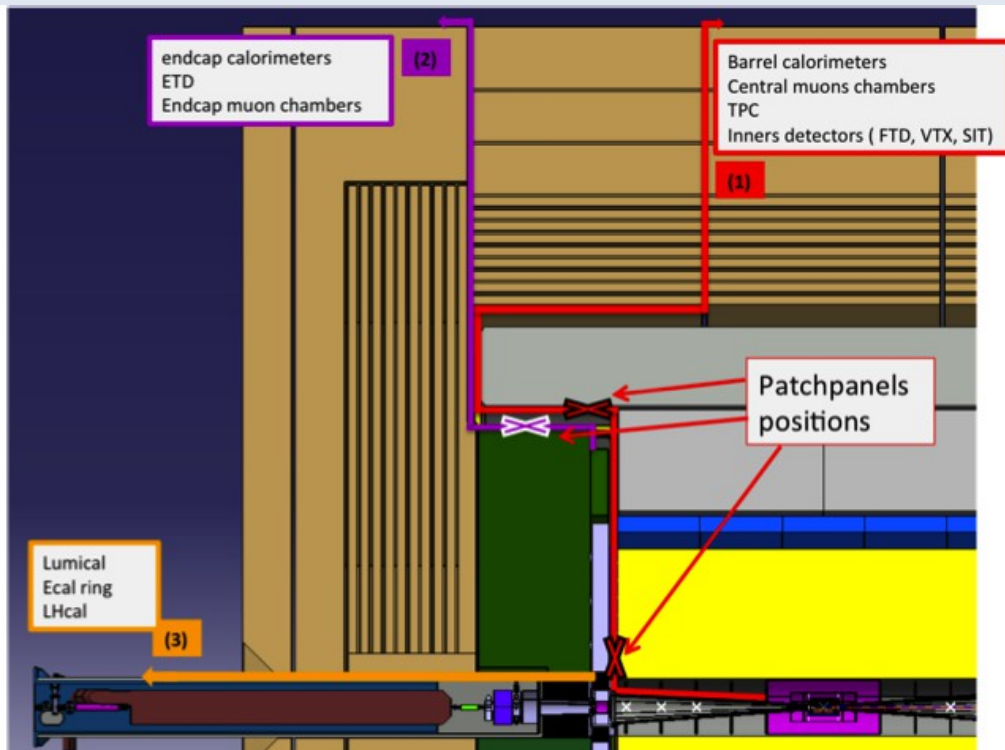 endcap calorimeters
ETD
Endcap muon chambers
(2)
Barrel calorimeters
Central muons chambers
TPC
Inners detectors ( FTD, VTX, SIT)
(1)
Patchpanels
positions
Lumical
Ecal ring
LHcal
(3)